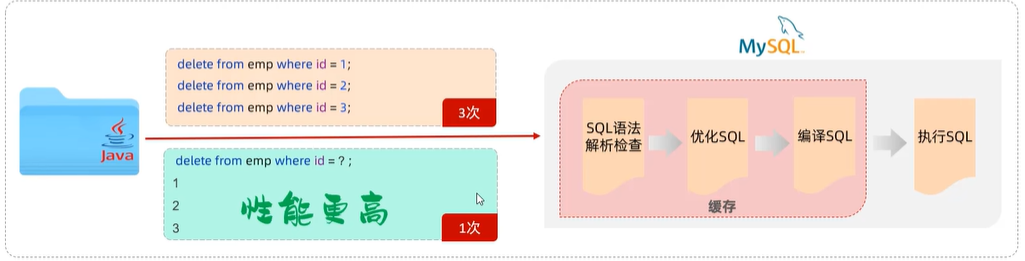 delete from emp where id = 1;
delete from emp where id = 2;
delete from emp where id = 3;
3次
Java
delete from emp where id = ? ;
1
2
3
性能更高
1次
MySQL
SQL语法
解析检查
优化SQL
编译SQL
执行SQL
缓存